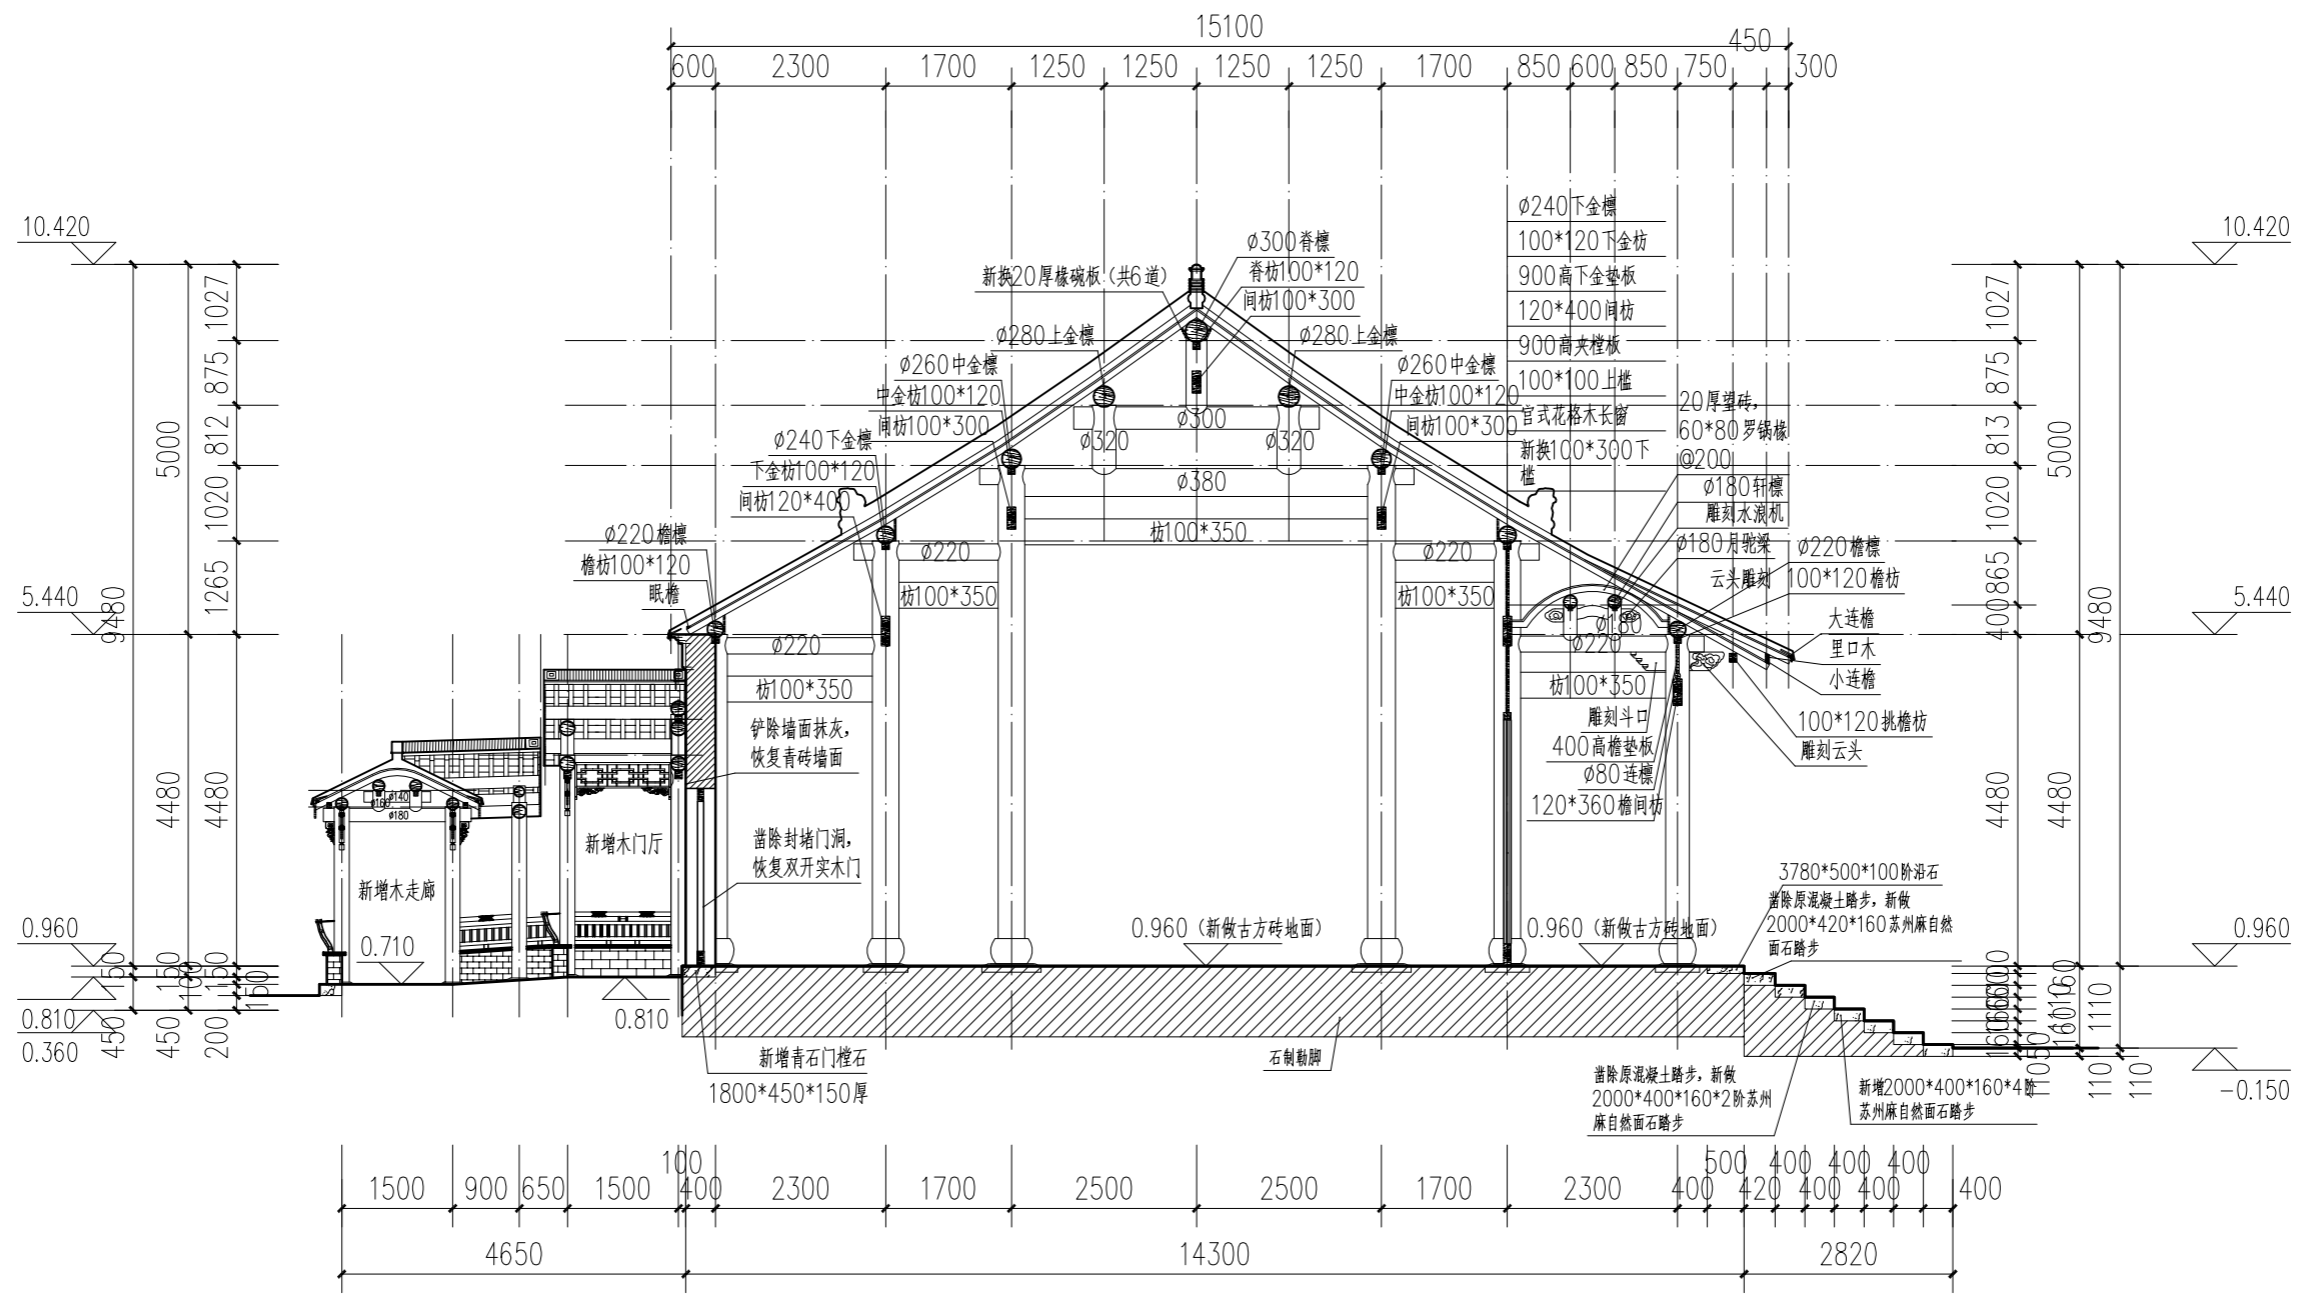 15100
450
600
2300
1700
1250
1250
1250
1250
1700
850
600
850
750
300
10.420
10.420
5.440
5.440
0.960
0.960
0.810
0.360
-0.150
1027
875
812
1020
1265
5000
9480
4480
4480
150
150
150
150
450
450
200
1027
875
813
1020
865
400
5000
9480
4480
4480
1110
110
110
110
ø300脊檩
脊枋100*120
间枋100*300
新换20厚椽碗板（共6道）
ø280上金檩
ø280上金檩
ø260中金檩
中金枋100*120
间枋100*300
ø260中金檩
中金枋100*120
间枋100*300
ø240下金檩
下金枋100*120
间枋120*400
ø220檐檩
檐枋100*120
眠檐
ø240下金檩
100*120下金枋
900高下金垫板
120*400间枋
900高夹樘板
100*100上槛
宫式花格木长窗
新换100*300下
槛
20厚望砖，
60*80罗锅椽
@200
ø180轩檩
雕刻水浪机
ø180月驼梁
云头雕刻
ø220檐檩
100*120檐枋
大连檐
里口木
小连檐
100*120挑檐枋
雕刻云头
ø300
ø320
ø320
ø380
枋100*350
ø220
枋100*350
ø220
枋100*350
ø220
枋100*350
ø180
ø220
枋100*350
雕刻斗口
400高檐垫板
ø80连檩
120*360檐间枋
铲除墙面抹灰，
恢复青砖墙面
凿除封堵门洞，
恢复双开实木门
新增木门厅
新增木走廊
ø140
ø160
ø180
0.710
0.810
0.960（新做古方砖地面）
0.960（新做古方砖地面）
3780*500*100阶沿石
凿除原混凝土踏步，新做
2000*420*160苏州麻自然
面石踏步
新增青石门樘石
1800*450*150厚
石制勒脚
凿除原混凝土踏步，新做
2000*400*160*2阶苏州
麻自然面石踏步
新增2000*400*160*4阶
苏州麻自然面石踏步
1500
900
650
1500
100
400
2300
1700
2500
2500
1700
2300
400
500
420
400
400
400
400
400
400
4650
14300
2820